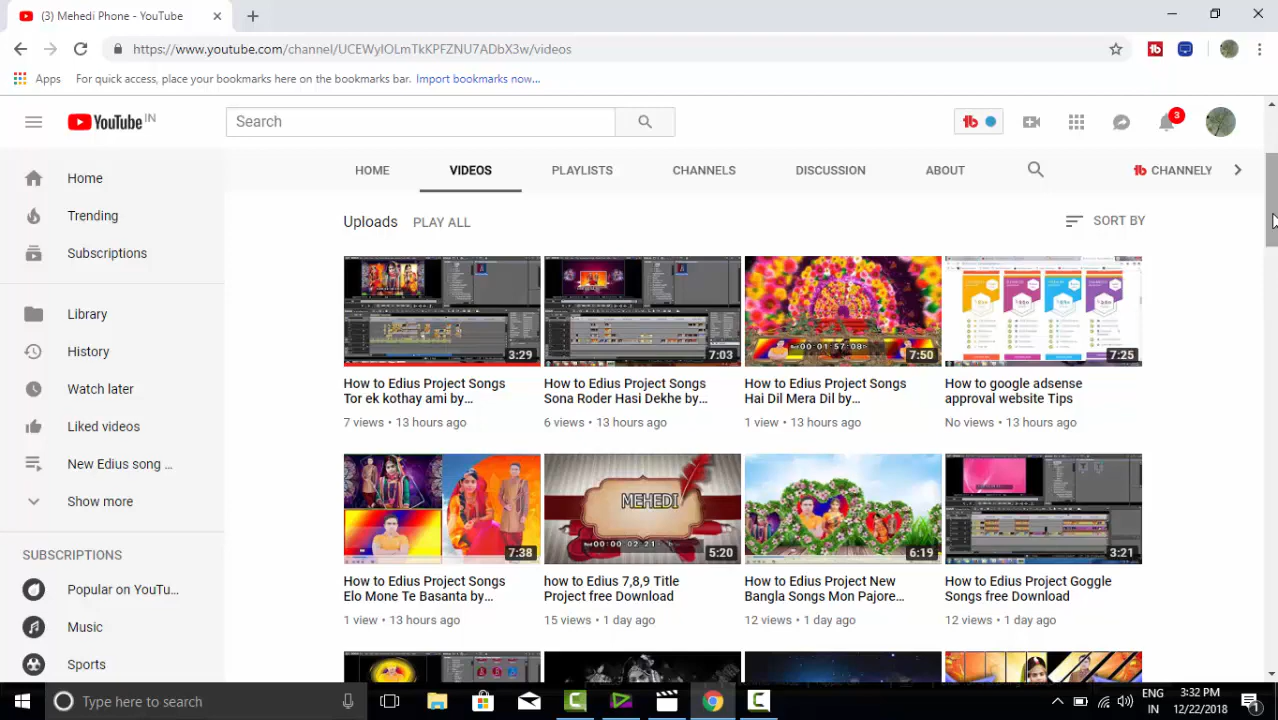 (3) Mehedi Phone - YouTube
https://www.youtube.com/channel/UCEWylOLmTkKPFZNU7ADbX3w/videos
Apps For quick access, place your bookmarks here on the bookmarks bar. Import bookmarks now...
YouTube IN
Search
3
HOME VIDEOS PLAYLISTS CHANNELS DISCUSSION ABOUT CHANNELY
Home
Trending
Subscriptions
Library
History
Watch later
Liked videos
New Edius song ...
Show more
SUBSCRIPTIONS
Popular on YouTu...
Music
Sports
Uploads PLAY ALL SORT BY
3:29 7:03 7:50 7:25
How to Edius Project Songs
Tor ek kothay ami by...
7 views • 13 hours ago
How to Edius Project Songs
Sona Roder Hasi Dekhe by...
6 views • 13 hours ago
How to Edius Project Songs
Hai Dil Mera Dil by...
1 view • 13 hours ago
How to google adsense
approval website Tips
No views • 13 hours ago
MEHEDI
7:38 5:20 6:19 3:21
How to Edius Project Songs
Elo Mone Te Basanta by...
1 view • 13 hours ago
how to Edius 7,8,9 Title
Project free Download
15 views • 1 day ago
How to Edius Project New
Bangla Songs Mon Pajore...
12 views • 1 day ago
How to Edius Project Goggle
Songs free Download
12 views • 1 day ago
Type here to search
ENG
IN
3:32 PM
12/22/2018
1